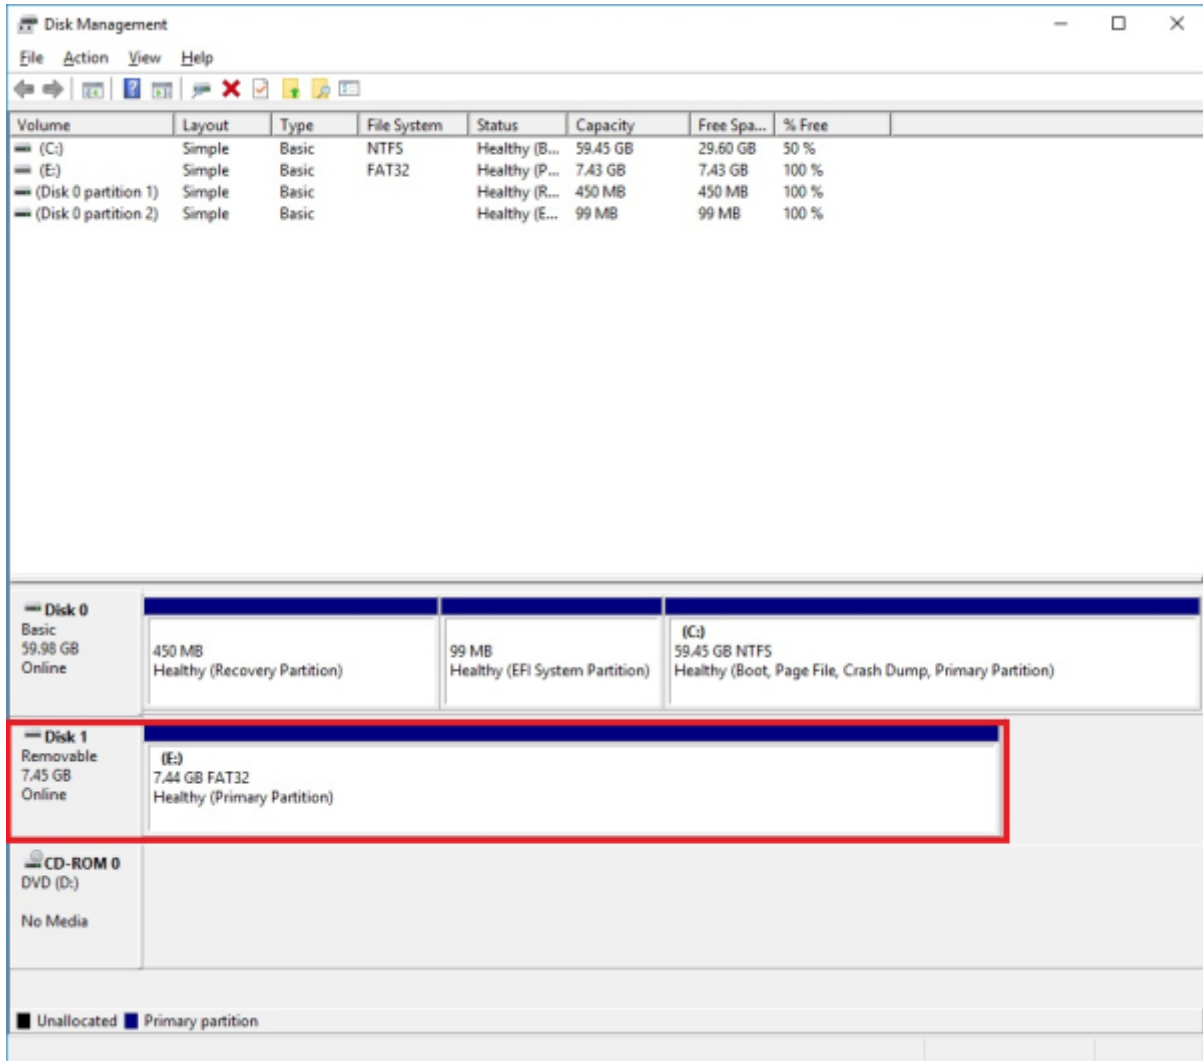 Disk Management
File Action View Help
Volume Layout Type File System Status Capacity Free Spa... % Free
(C:) Simple Basic NTFS Healthy (B... 59.45 GB 29.60 GB 50 %
(E:) Simple Basic FAT32 Healthy (P... 7.43 GB 7.43 GB 100 %
(Disk 0 partition 1) Simple Basic Healthy (R... 450 MB 450 MB 100 %
(Disk 0 partition 2) Simple Basic Healthy (E... 99 MB 99 MB 100 %
Disk 0
Basic
59.98 GB
Online
450 MB
Healthy (Recovery Partition)
99 MB
Healthy (EFI System Partition)
(C:)
59.45 GB NTFS
Healthy (Boot, Page File, Crash Dump, Primary Partition)
Disk 1
Removable
7.45 GB
Online
(E:)
7.44 GB FAT32
Healthy (Primary Partition)
CD-ROM 0
DVD (D:)
No Media
Unallocated Primary partition